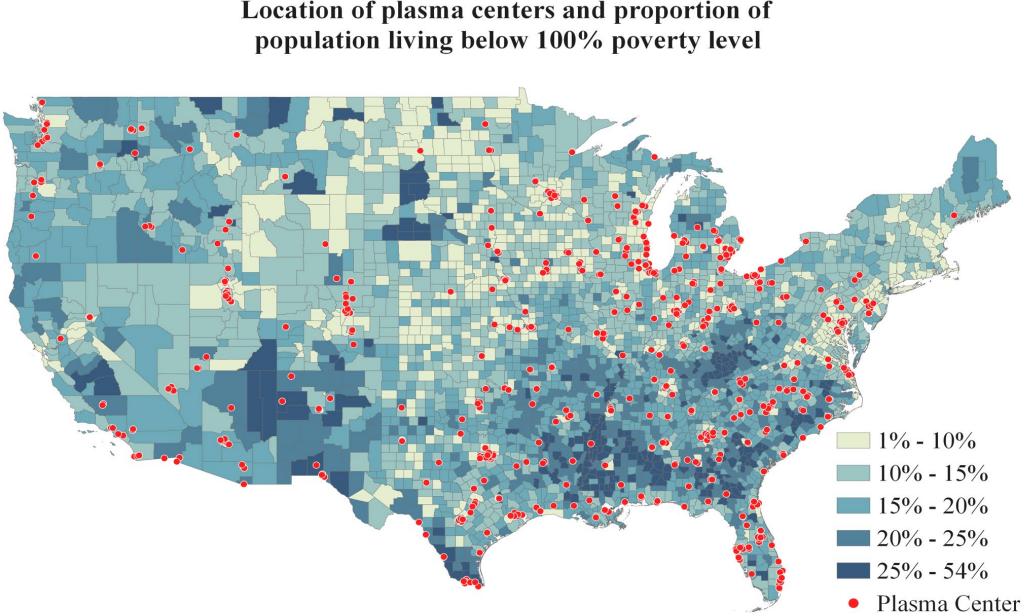 Location of plasma centers and proportion of
population living below 100% poverty level
1% - 10%
10% - 15%
15% - 20%
20% - 25%
25% - 54%
Plasma Center